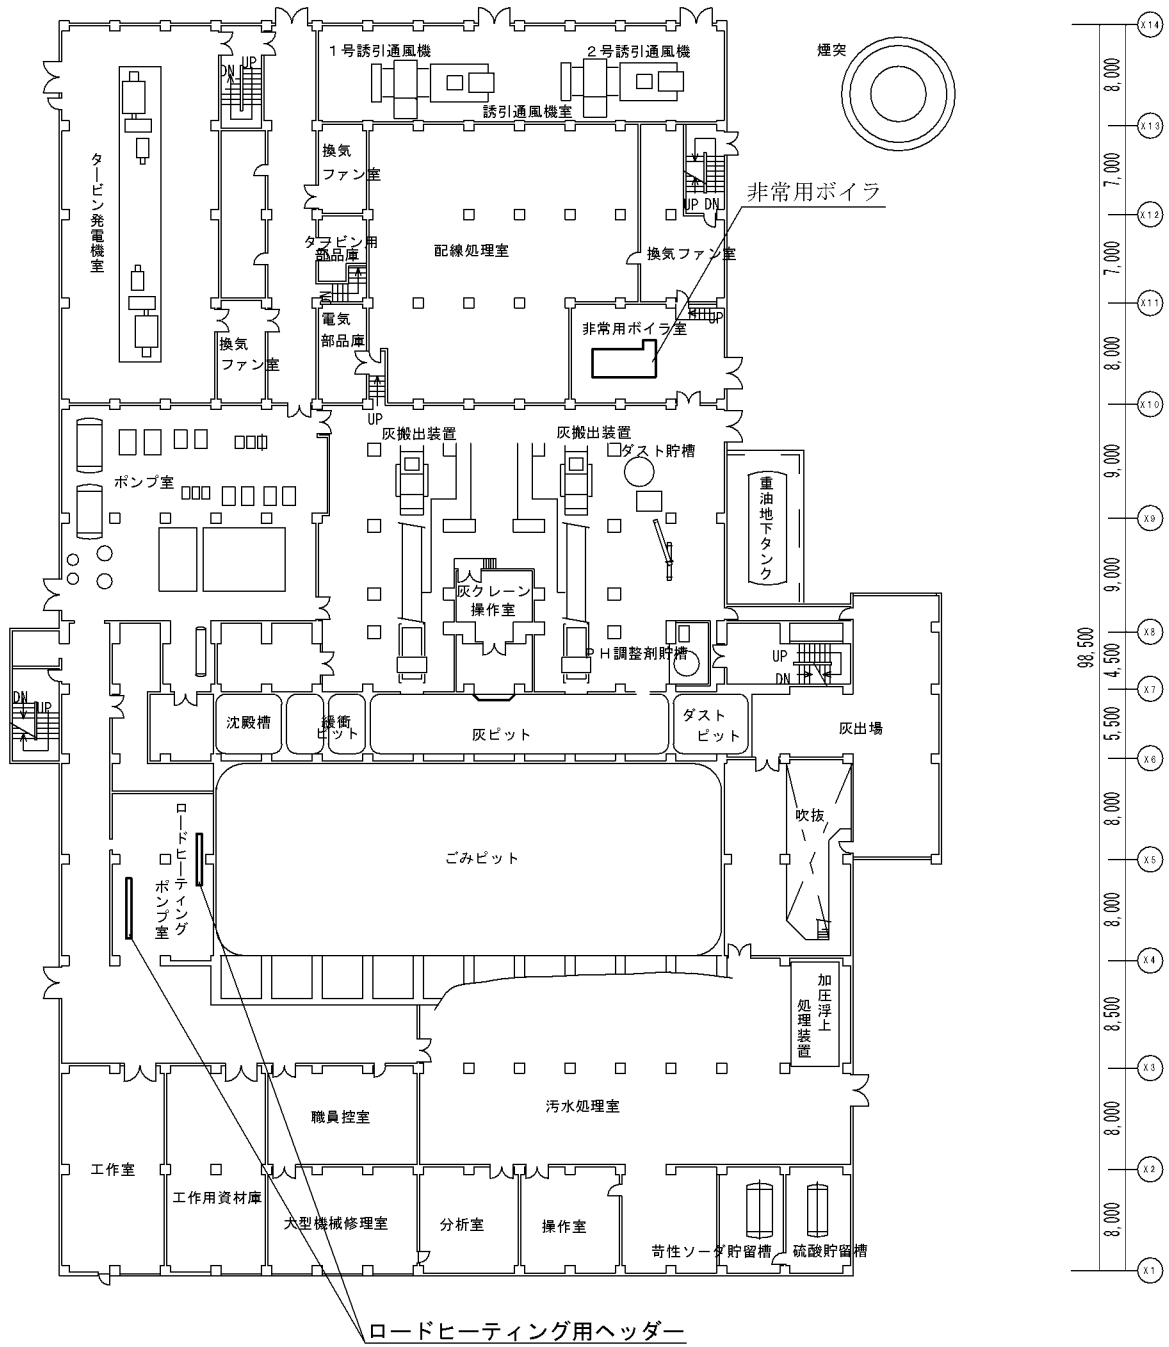 X14
煙突
1号誘引通風機
2号誘引通風機
DN
UP
8,000
誘引通風機室
X13
換気
ファン室
タービン発電機室
7,000
非常用ボイラ
UP DN
X12
タービン用
部品庫
配線処理室
換気ファン室
7,000
DN
X11
電気
部品庫
非常用ボイラ室
UP
換気
ファン室
8,000
X10
UP
灰搬出装置
灰搬出装置
ダスト貯槽
9,000
ポンプ室
重油地下タンク
X9
灰クレーン
操作室
9,000
X8
98,500
PH調整剤貯槽
UP
DN
4,500
X7
DN
UP
沈殿槽
緩衝
ピット
灰ピット
ダスト
ピット
灰出場
5,500
X6
ロードヒーティング
ポンプ室
吹抜
8,000
ごみピット
X5
8,000
X4
加圧浮上
処理装置
8,500
X3
職員控室
汚水処理室
8,000
工作室
X2
工作用資材庫
大型機械修理室
分析室
操作室
8,000
苛性ソーダ貯留槽
硫酸貯留槽
X1
ロードヒーティング用ヘッダー